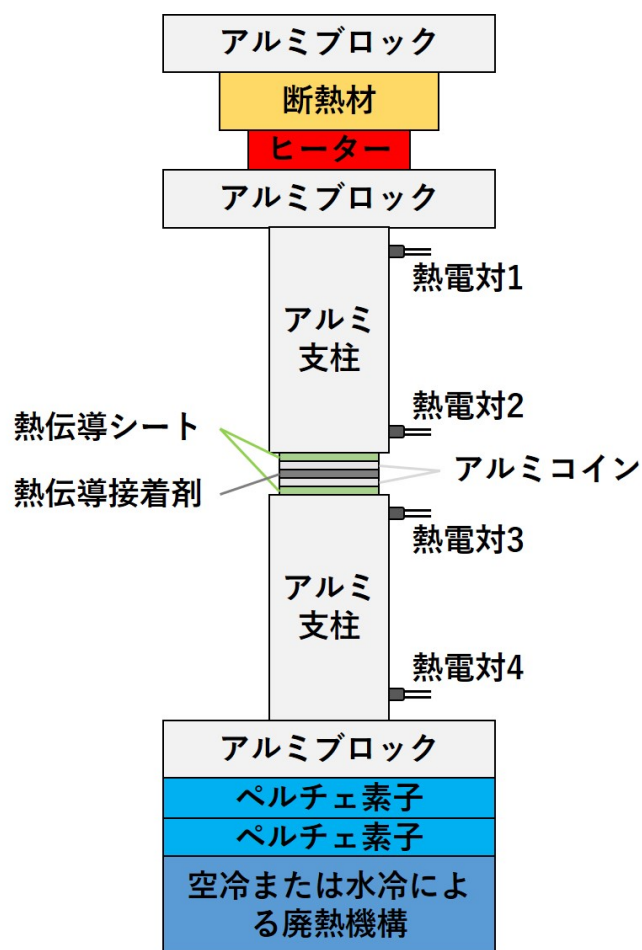 アルミブロック
断熱材
ヒーター
アルミブロック
熱電対1
アルミ
支柱
熱電対2
熱伝導シート
アルミコイン
熱伝導接着剤
熱電対3
アルミ
支柱
熱電対4
アルミブロック
ペルチェ素子
ペルチェ素子
空冷または水冷によ
る廃熱機構